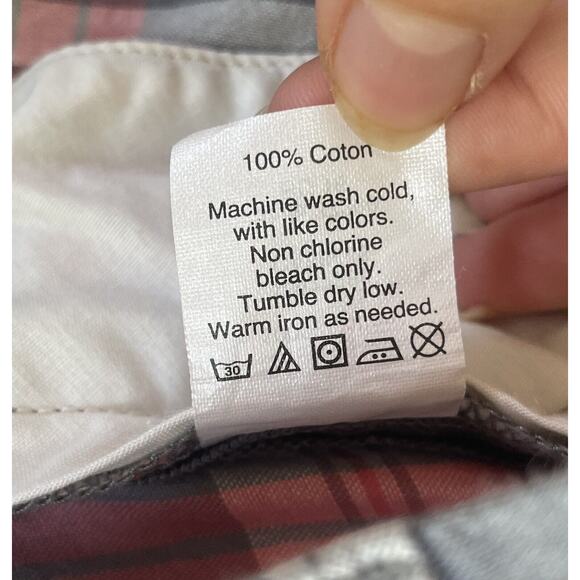 100% Coton
Machine wash cold,
with like colors.
Non chlorine
bleach only.
Tumble dry low.
Warm iron as needed.
30